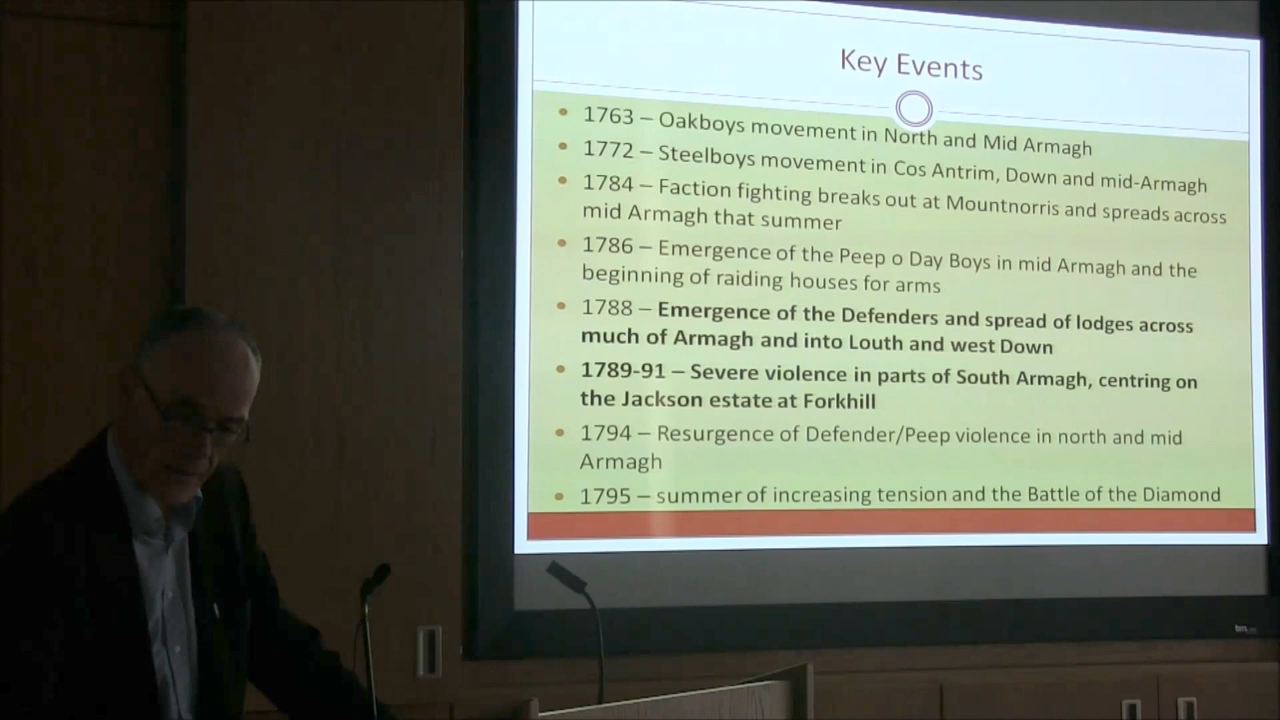 Key Events
• 1763 – Oakboys movement in North and Mid Armagh
• 1772 – Steelboys movement in Cos Antrim, Down and mid-Armagh
• 1784 – Faction fighting breaks out at Mountnorris and spreads across
mid Armagh that summer
• 1786 – Emergence of the Peep o Day Boys in mid Armagh and the
beginning of raiding houses for arms
• 1788 – Emergence of the Defenders and spread of lodges across
much of Armagh and into Louth and west Down
• 1789-91 – Severe violence in parts of South Armagh, centring on
the Jackson estate at Forkhill
• 1794 – Resurgence of Defender/Peep violence in north and mid
Armagh
• 1795 – summer of increasing tension and the Battle of the Diamond